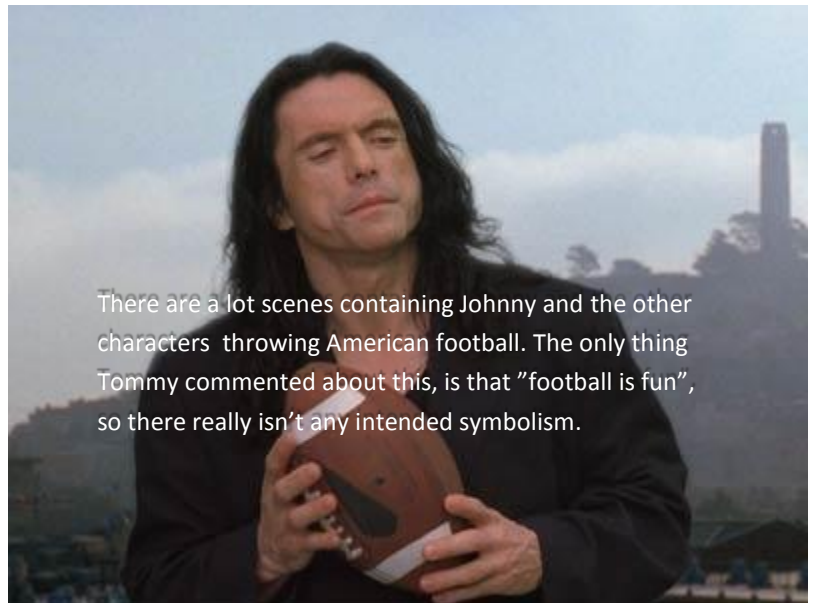 There are a lot scenes containing Johnny and the other
characters  throwing American football. The only thing
Tommy commented about this, is that ”football is fun”,
so there really isn’t any intended symbolism.